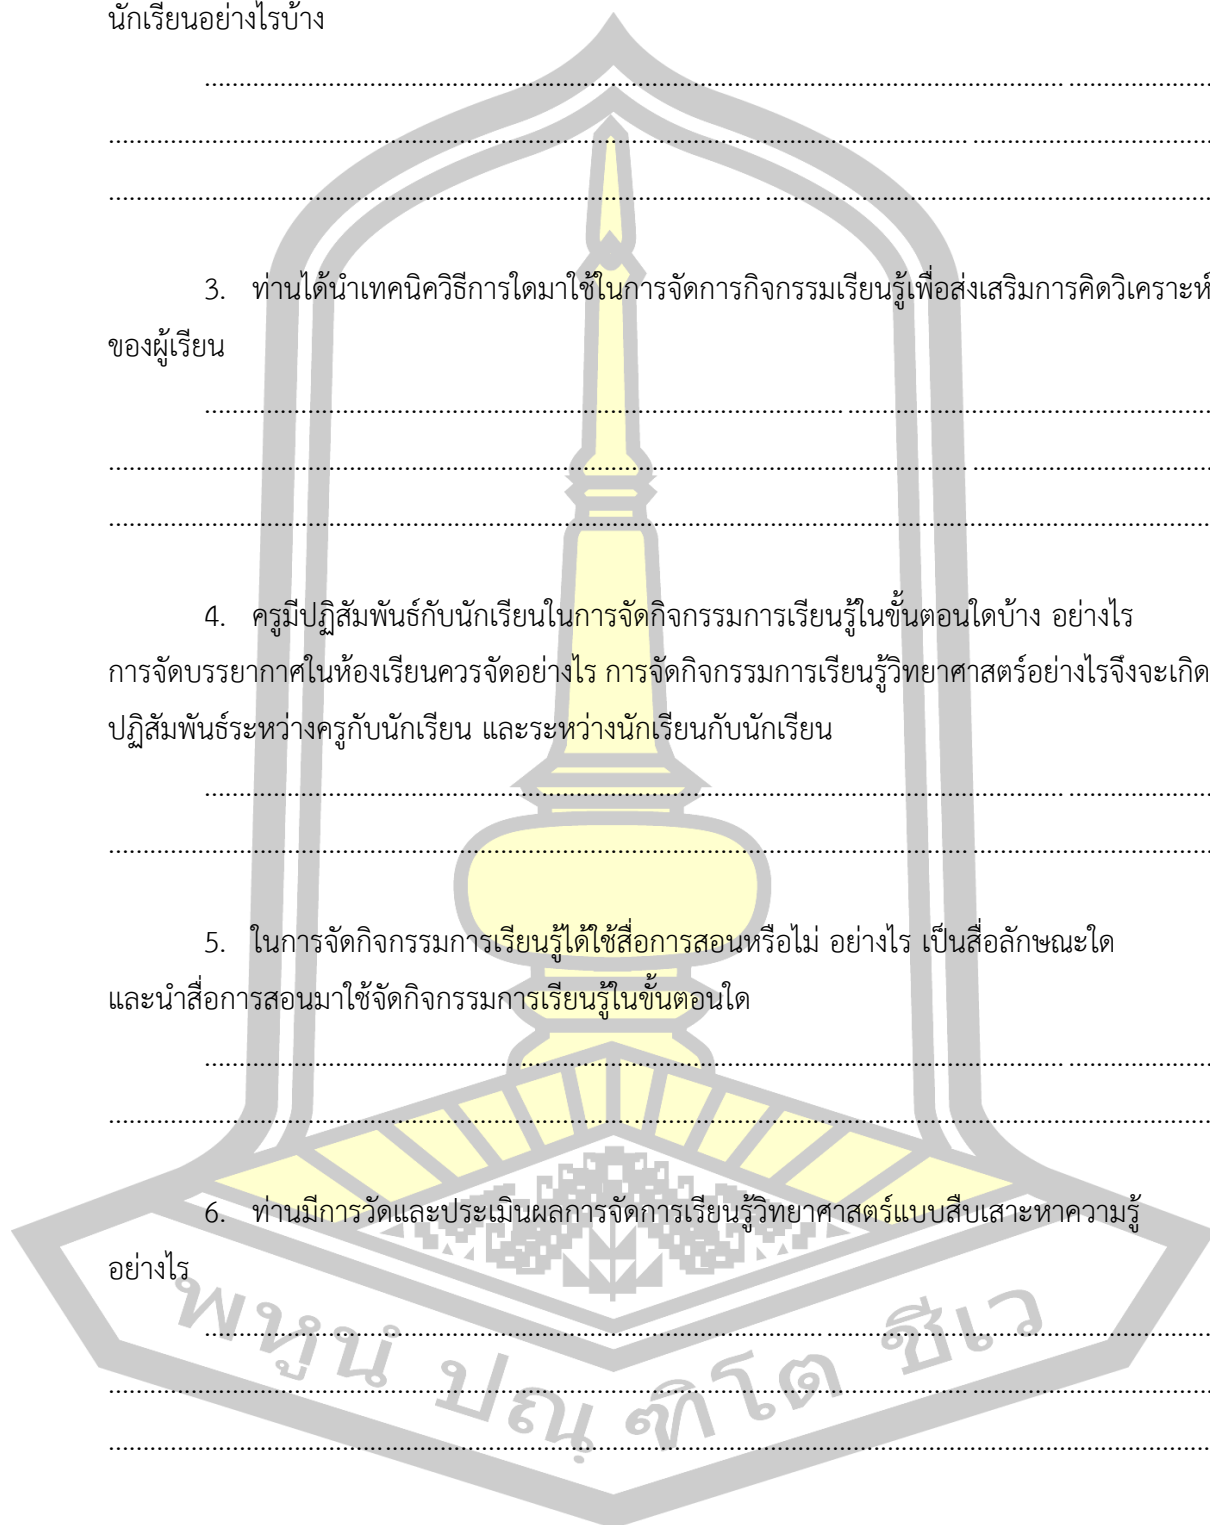 นักเรียนอย่างไรบ้าง
3. ท่านได้นำเทคนิควิธีการใดมาใช้ในการจัดการกิจกรรมเรียนรู้เพื่อส่งเสริมการคิดวิเคราะห์
ของผู้เรียน
4. ครูมีปฏิสัมพันธ์กับนักเรียนในการจัดกิจกรรมการเรียนรู้ในขั้นตอนใดบ้าง อย่างไร
การจัดบรรยากาศในห้องเรียนควรจัดอย่างไร การจัดกิจกรรมการเรียนรู้วิทยาศาสตร์อย่างไรจึงจะเกิด
ปฏิสัมพันธ์ระหว่างครูกับนักเรียน และระหว่างนักเรียนกับนักเรียน
5. ในการจัดกิจกรรมการเรียนรู้ได้ใช้สื่อการสอนหรือไม่ อย่างไร เป็นสื่อลักษณะใด
และนำสื่อการสอนมาใช้จัดกิจกรรมการเรียนรู้ในขั้นตอนใด
6. ท่านมีการวัดและประเมินผลการจัดการเรียนรู้วิทยาศาสตร์แบบสืบเสาะหาความรู้
อย่างไร
พหูนํ ปณฺฑิโต ชีเว